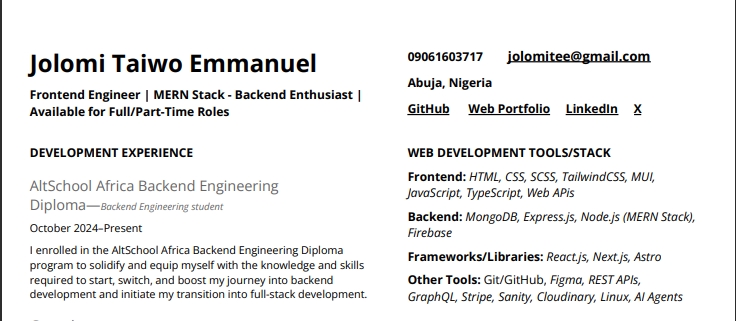 Jolomi Taiwo Emmanuel
Frontend Engineer | MERN Stack - Backend Enthusiast |
Available for Full/Part-Time Roles
09061603717 jolomitee@gmail.com
Abuja, Nigeria
GitHub Web Portfolio LinkedIn X
DEVELOPMENT EXPERIENCE
AltSchool Africa Backend Engineering
Diploma—Backend Engineering student
October 2024–Present
I enrolled in the AltSchool Africa Backend Engineering Diploma
program to solidify and equip myself with the knowledge and skills
required to start, switch, and boost my journey into backend
development and initiate my transition into full-stack development.
WEB DEVELOPMENT TOOLS/STACK
Frontend: HTML, CSS, SCSS, TailwindCSS, MUI,
JavaScript, TypeScript, Web APIs
Backend: MongoDB, Express.js, Node.js (MERN Stack),
Firebase
Frameworks/Libraries: React.js, Next.js, Astro
Other Tools: Git/GitHub, Figma, REST APIs,
GraphQL, Stripe, Sanity, Cloudinary, Linux, AI Agents